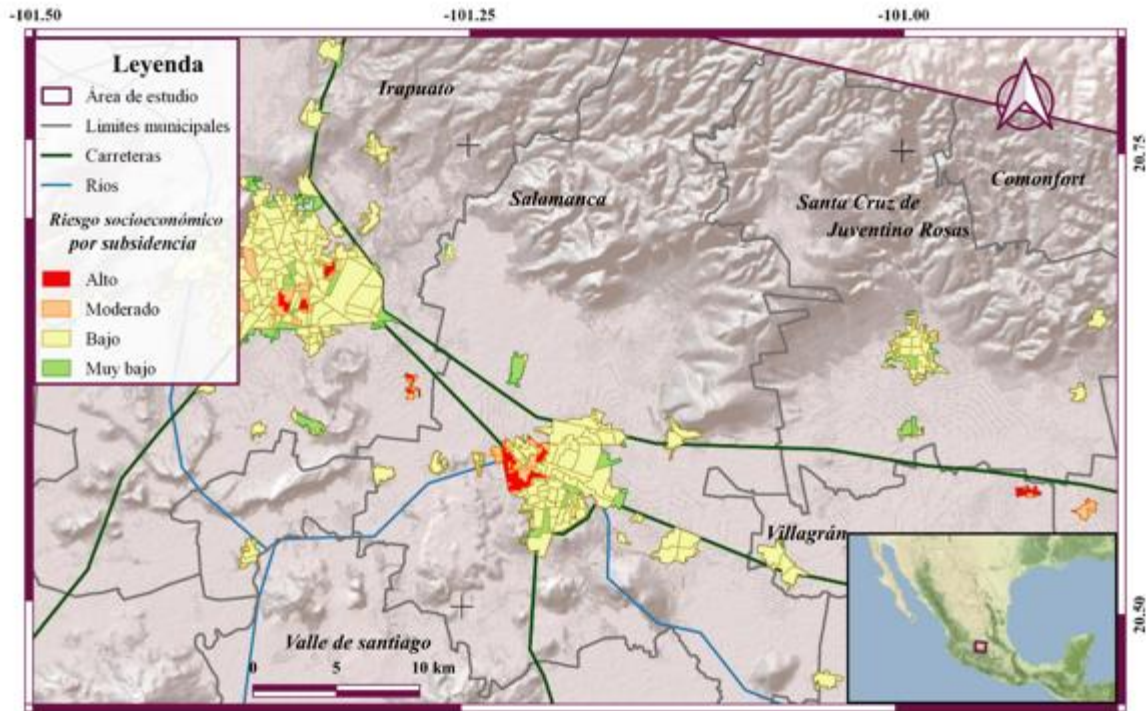 -101.50
-101.25
-101.00
Leyenda
Área de estudio
Limites municipales
Carreteras
Ríos
Riesgo socioeconómico
por subsidencia
Alto
Moderado
Bajo
Muy bajo
Irapuato
Salamanca
Santa Cruz de
Juventino Rosas
Comonfort
20.75
Villagrán
20.50
Valle de santiago
0 5 10 km